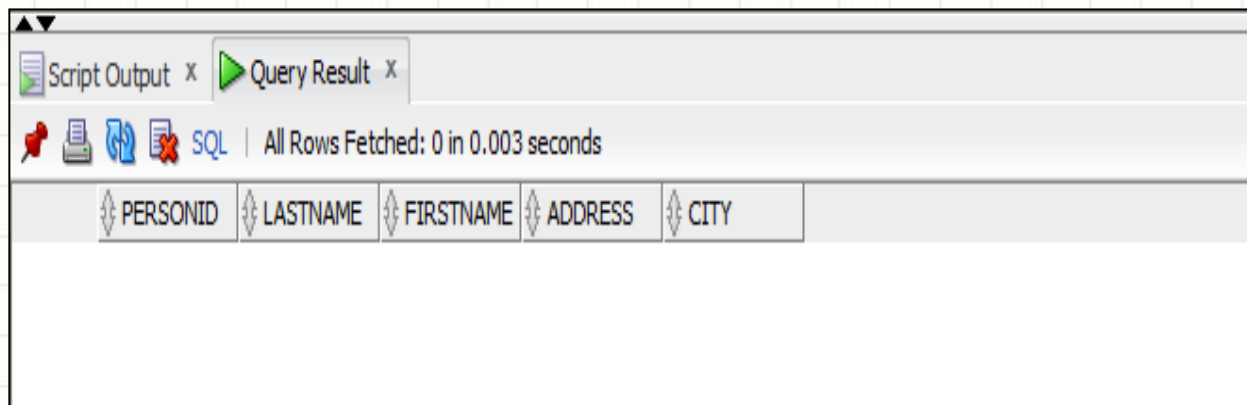 Script Output x Query Result x
SQL | All Rows Fetched: 0 in 0.003 seconds
PERSONID LASTNAME FIRSTNAME ADDRESS CITY